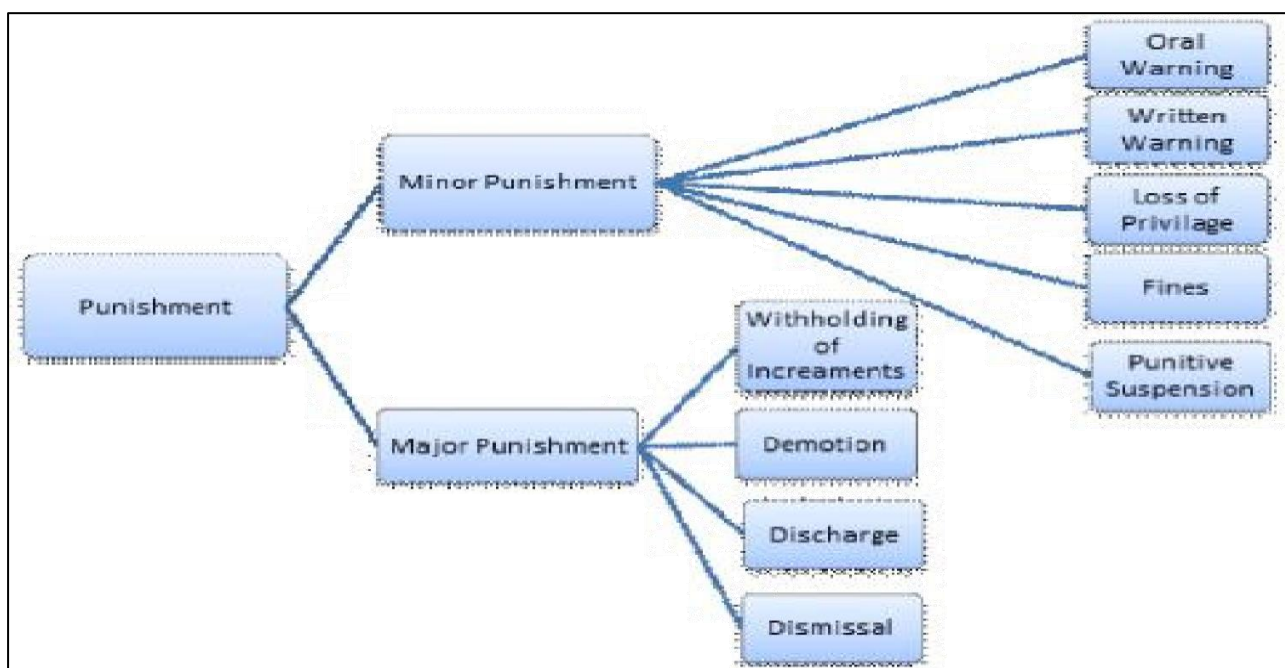 Punishment
Minor Punishment
Oral
Warning
Written
Warning
Loss of
Privilage
Fines
Punitive
Suspension
Major Punishment
Withholding
of
Increaments
Demotion
Discharge
Dismissal